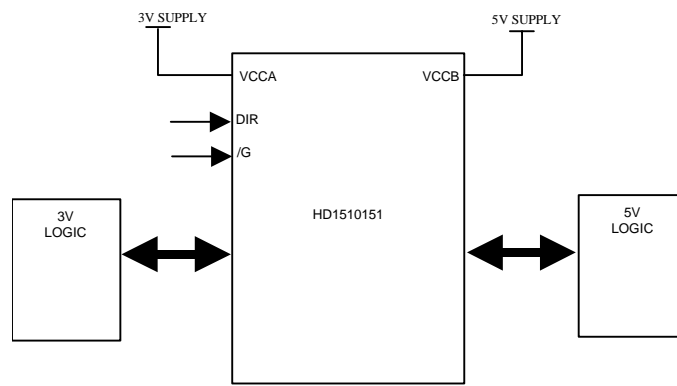 3V SUPPLY
5V SUPPLY
VCCA
VCCB
DIR
/G
3V
LOGIC
HD1510151
5V
LOGIC